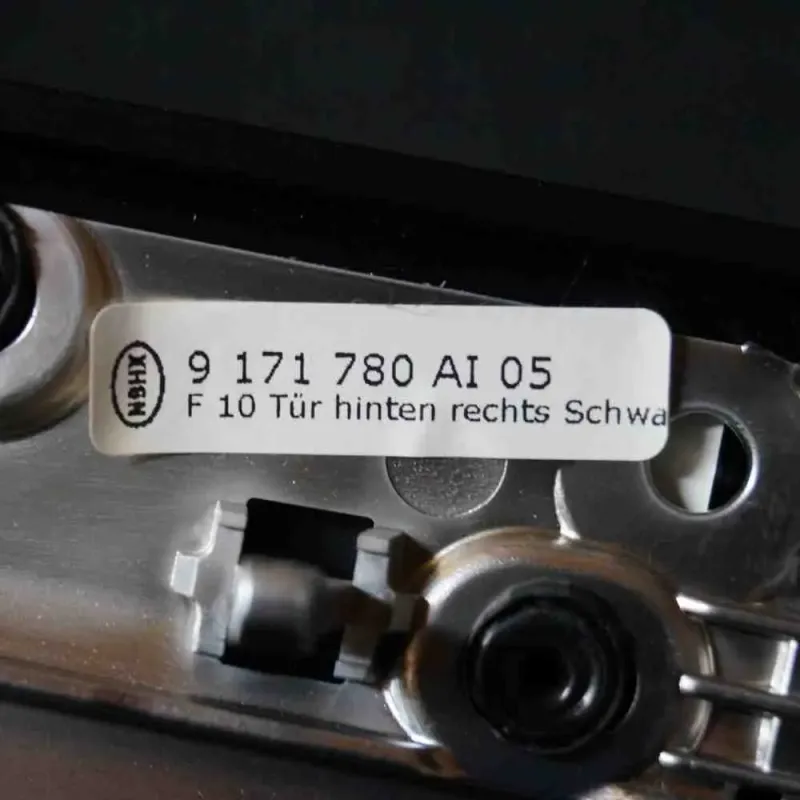 NBHX
9 171 780 AI 05
F 10 Tür hinten rechts Schwa